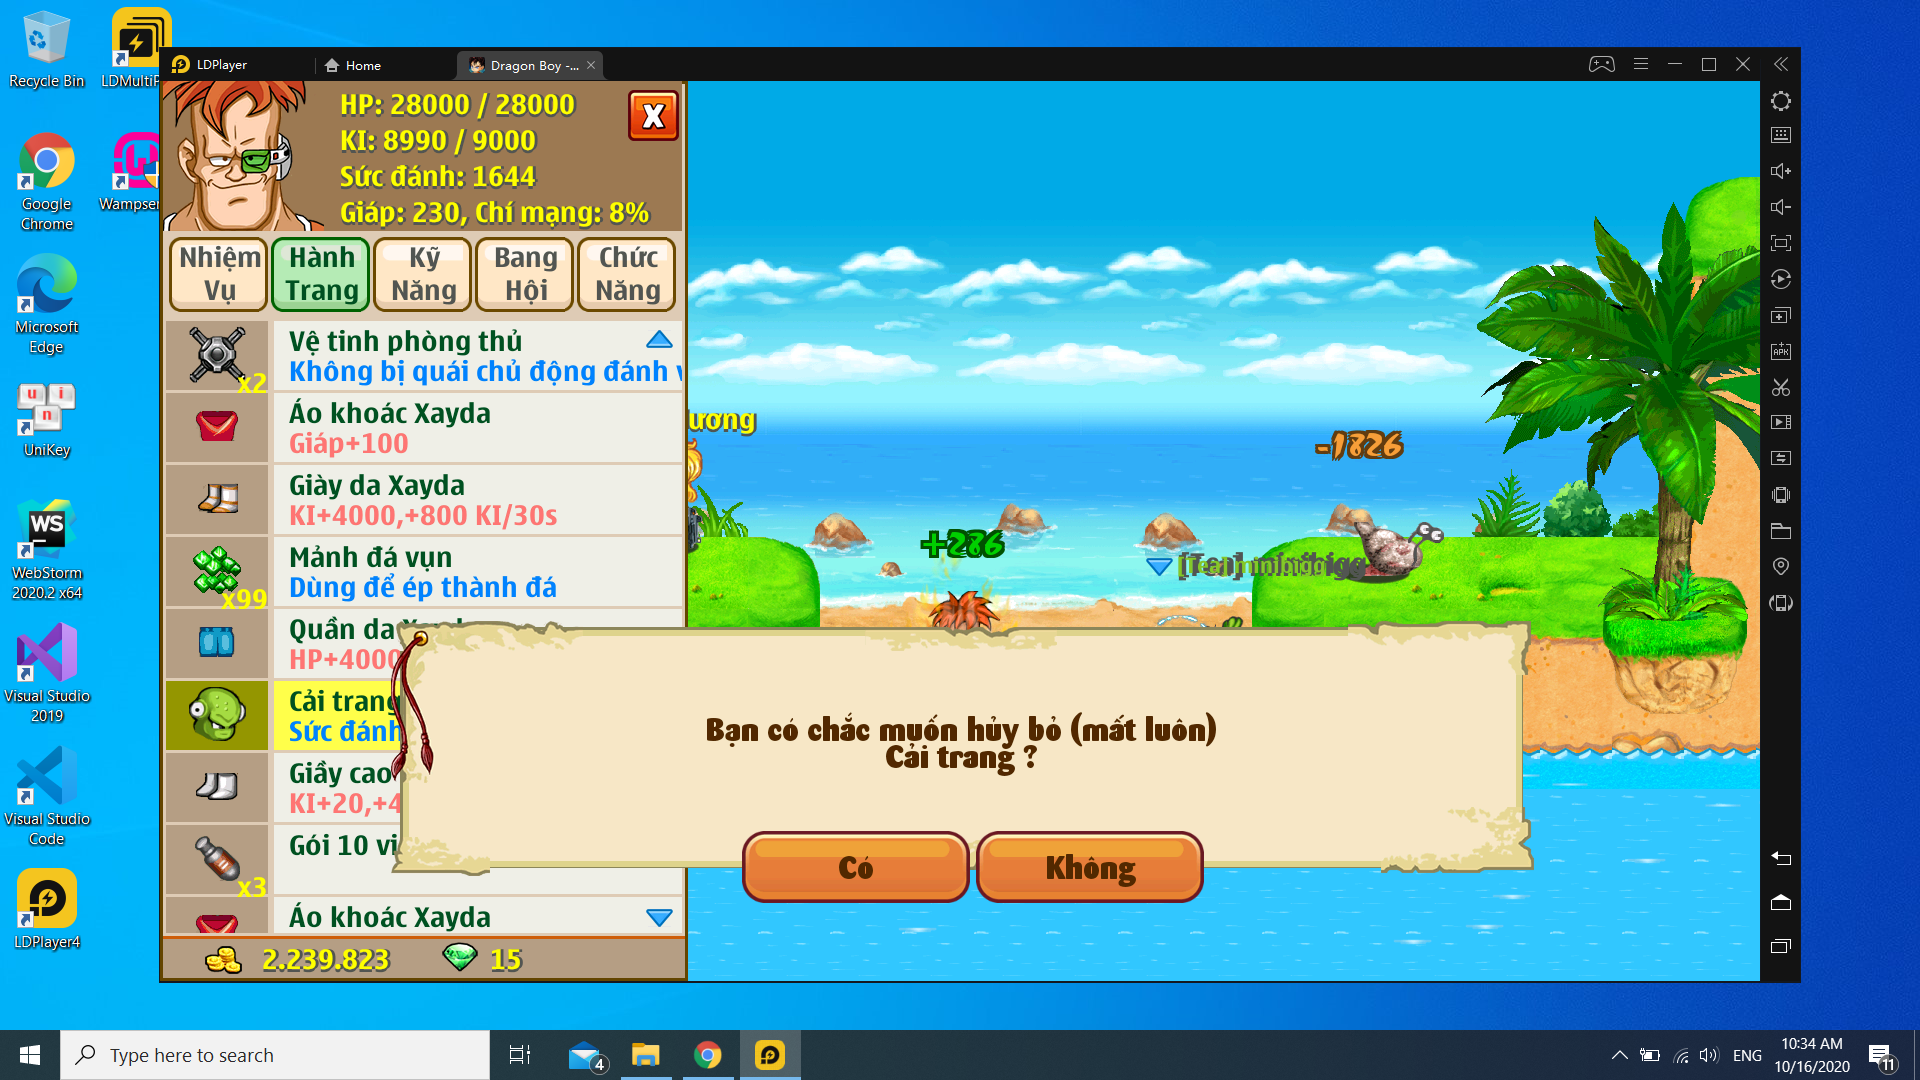 Recycle Bin
LDMultiP
Google
Chrome
Wampser
Microsoft
Edge
UniKey
WebStorm
2020.2 x64
Visual Studio
2019
Visual Studio
Code
LDPlayer4
LDPlayer
Home
Dragon Boy -...
HP: 28000 / 28000
KI: 8990 / 9000
Sức đánh: 1644
Giáp: 230, Chí mạng: 8%
X
Nhiệm
Vụ
Hành
Trang
Kỹ
Năng
Bang
Hội
Chức
Năng
Vệ tinh phòng thủ
Không bị quái chủ động đánh v
x2
Áo khoác Xayda
Giáp+100
Giày da Xayda
KI+4000,+800 KI/30s
Mảnh đá vụn
Dùng để ép thành đá
x99
Quần da
HP+4000
Cải trang
Sức đánh
Giầy cao
KI+20,+4
Gói 10 vi
x3
Áo khoác Xayda
2.239.823
15
ương
-1826
+286
Bạn có chắc muốn hủy bỏ (mất luôn)
Cải trang ?
Có
Không
APK
u n i
WS
Type here to search
4
ENG
10:34 AM
10/16/2020
11